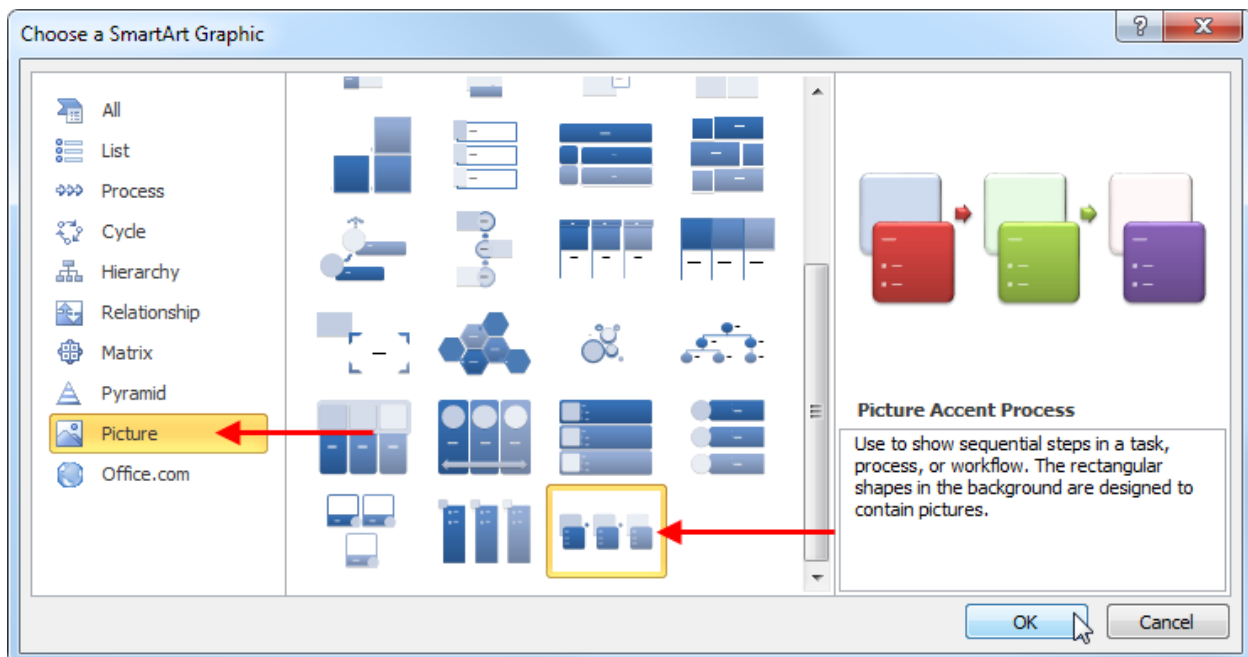 Choose a SmartArt Graphic
All
List
Process
Cycle
Hierarchy
Relationship
Matrix
Pyramid
Picture
Office.com
Picture Accent Process
Use to show sequential steps in a task,
process, or workflow. The rectangular
shapes in the background are designed to
contain pictures.
OK
Cancel